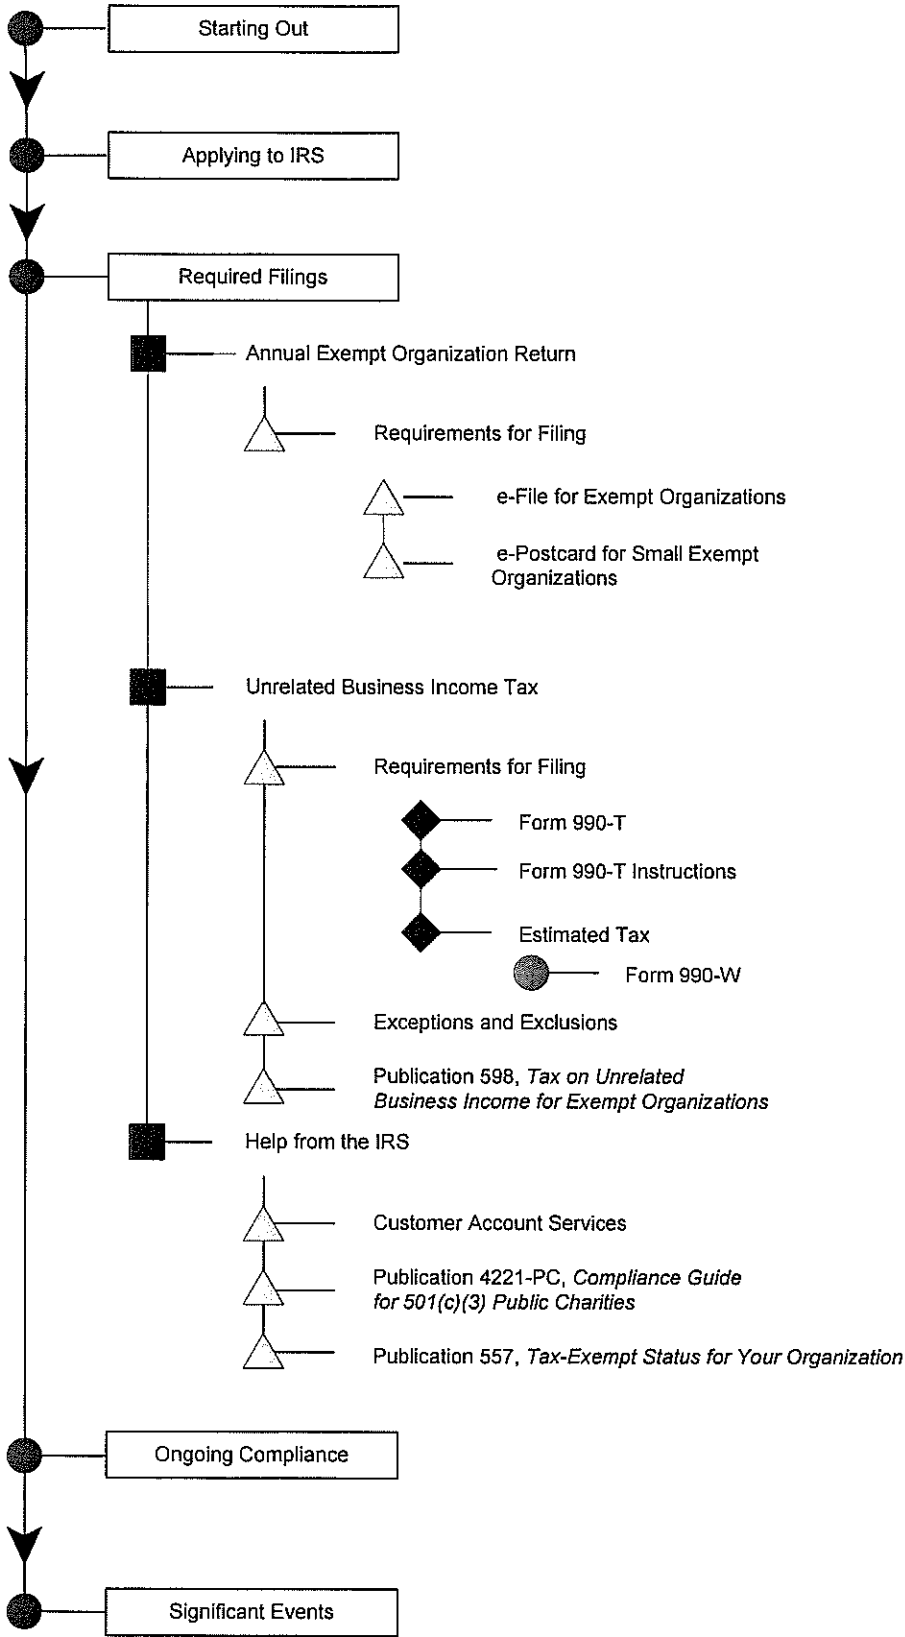 Starting Out
Applying to IRS
Required Filings
Annual Exempt Organization Return
Requirements for Filing
e-File for Exempt Organizations
e-Postcard for Small Exempt
Organizations
Unrelated Business Income Tax
Requirements for Filing
Form 990-T
Form 990-T Instructions
Estimated Tax
Form 990-W
Exceptions and Exclusions
Publication 598, Tax on Unrelated
Business Income for Exempt Organizations
Help from the IRS
Customer Account Services
Publication 4221-PC, Compliance Guide
for 501(c)(3) Public Charities
Publication 557, Tax-Exempt Status for Your Organization
Ongoing Compliance
Significant Events